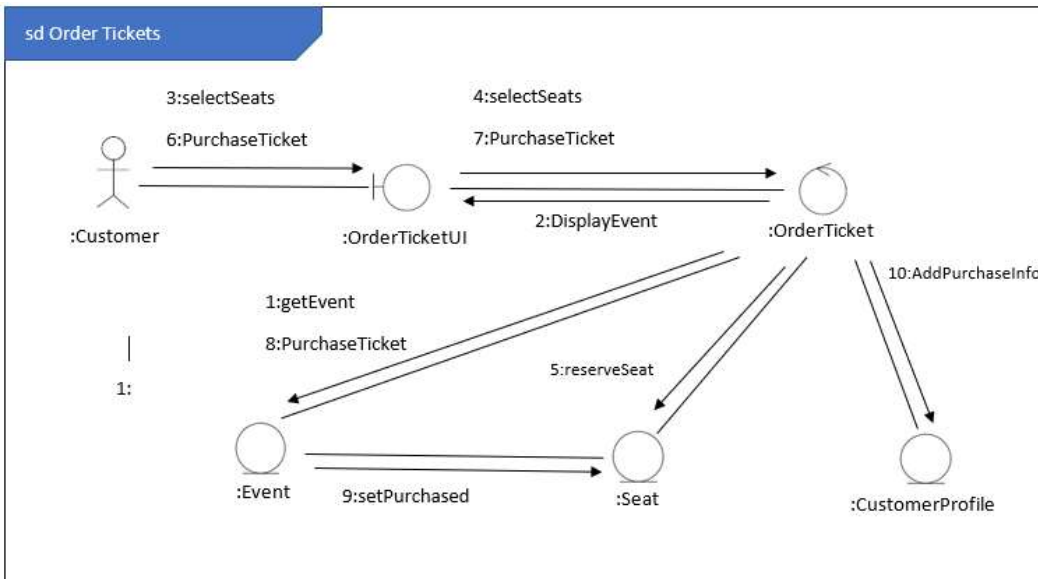 sd Order Tickets
3:selectSeats
4:selectSeats
6:PurchaseTicket
7:PurchaseTicket
2:DisplayEvent
:Customer
:OrderTicketUI
:OrderTicket
10:AddPurchaseInfo
1:getEvent
8:PurchaseTicket
5:reserveSeat
1:
:Event
9:setPurchased
:Seat
:CustomerProfile